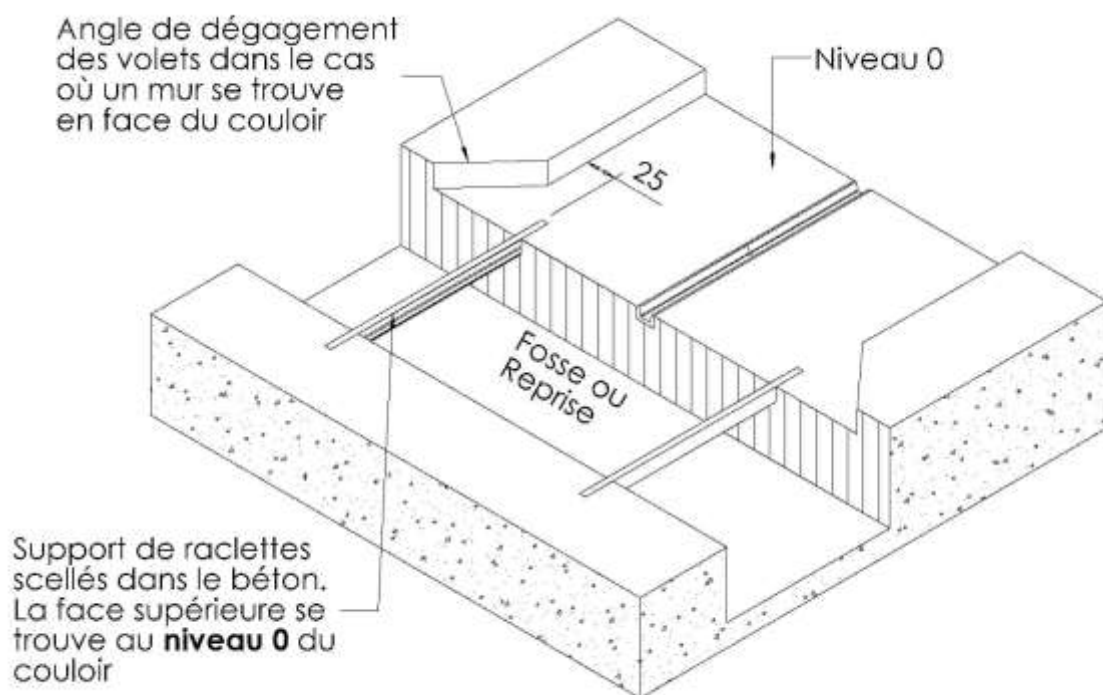 Angle de dégagement
des volets dans le cas
où un mur se trouve
en face du couloir
Niveau 0
25
Fosse ou
Reprise
Support de raclettes
scellés dans le béton.
La face supérieure se
trouve au niveau 0 du
couloir